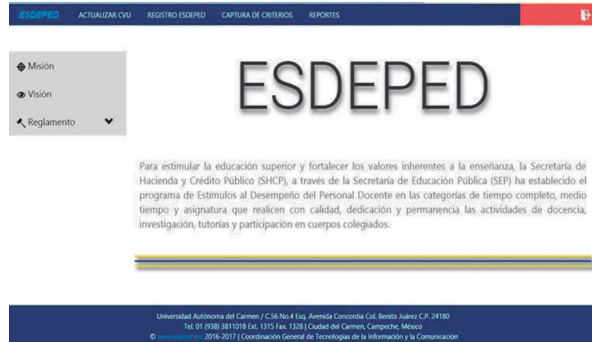 ESDEPED ACTUALIZAR CVU REGISTRO ESDEPED CAPTURA DE CRITERIOS REPORTES
Misión
Visión
Reglamento
ESDEPED
Para estimular la educación superior y fortalecer los valores inherentes a la enseñanza, la Secretaría de
Hacienda y Crédito Público (SHCP), a través de la Secretaría de Educación Pública (SEP) ha establecido el
programa de Estímulos al Desempeño del Personal Docente en las categorías de tiempo completo, medio
tiempo y asignatura que realicen con calidad, dedicación y permanencia las actividades de docencia,
investigación, tutorías y participación en cuerpos colegiados.
Universidad Autónoma del Carmen / C.56 No.4 Esq. Avenida Concordia Col. Benito Juárez C.P. 24180
Tel. 01 (938) 3811018 Ext. 1315 Fax. 1328 | Ciudad del Carmen, Campeche, México
© 2016-2017 | Coordinación General de Tecnologías de la Información y la Comunicación